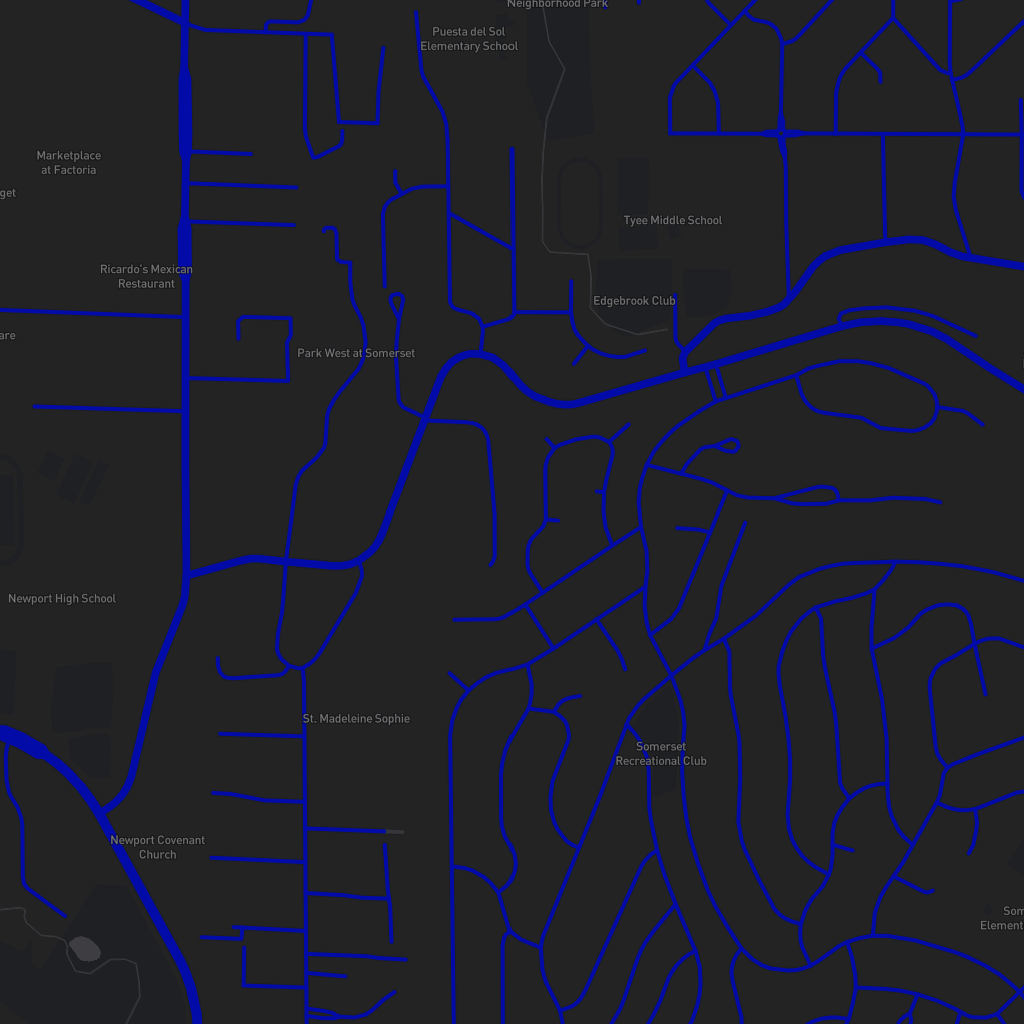 Neighborhood Park
Puesta del Sol
Elementary School
Marketplace
at Factoria
get
Tyee Middle School
Ricardo's Mexican
Restaurant
Edgebrook Club
are
Park West at Somerset
Newport High School
St. Madeleine Sophie
Somerset
Recreational Club
Newport Covenant
Church
Som
Element